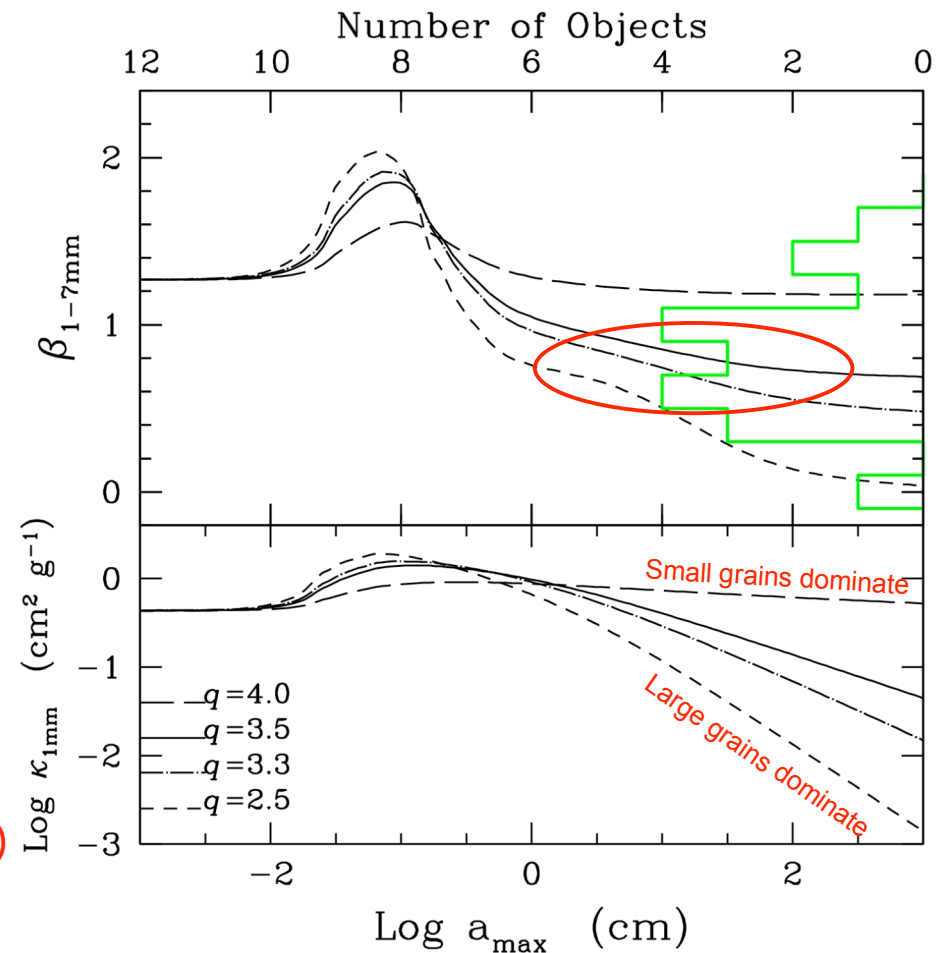 Number of Objects
12 10 8 6 4 2 0
2
β₁₋₇mm
1
0
Log κ₁mm (cm² g⁻¹)
0
−1
−2
−3
Small grains dominate
Large grains dominate
q=4.0
q=3.5
q=3.3
q=2.5
−2 0 2
Log a_max (cm)